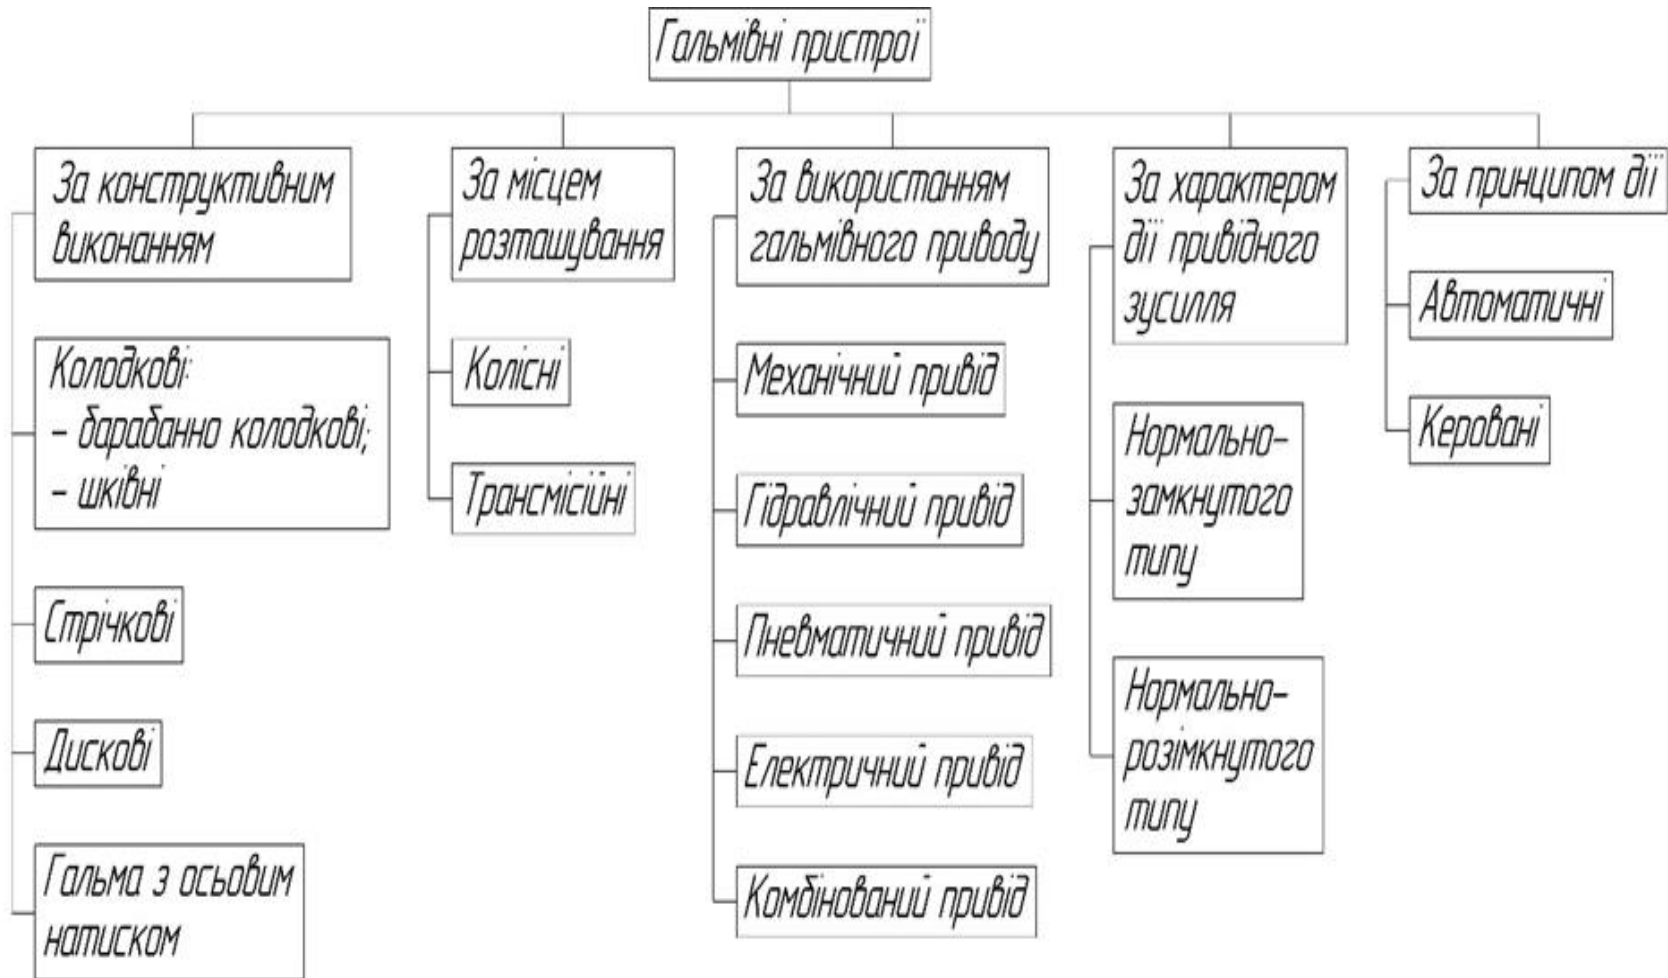 Гальмівні пристрої
За конструктивним
виконанням
Колодкові:
– барабанно колодкові;
– шківні
Стрічкові
Дискові
Гальма з осьовим
натиском
За місцем
розташування
Колісні
Трансмісійні
За використанням
гальмівного приводу
Механічний привід
Гідравлічний привід
Пневматичний привід
Електричний привід
Комбінований привід
За характером
дії привідного
зусилля
Нормально–
замкнутого
типу
Нормально–
розімкнутого
типу
За принципом дії
Автоматичні
Керовані